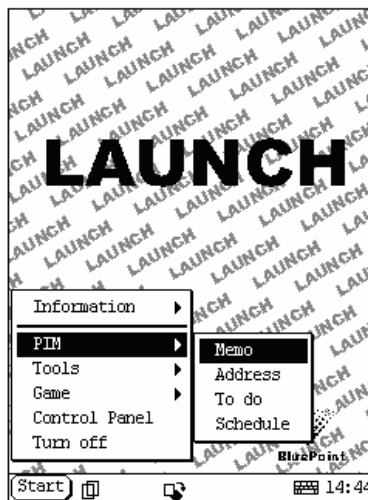 LAUNCH
Information
PIM
Tools
Game
Control Panel
Turn off
Memo
Address
To do
Schedule
BluePoint
Start
14:44